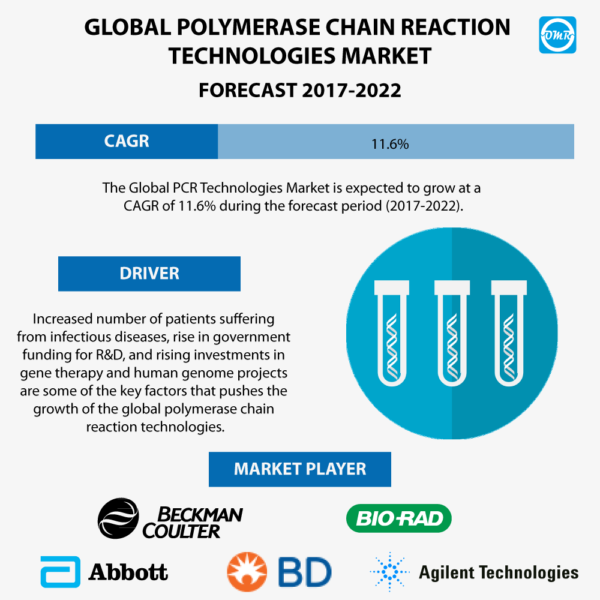 GLOBAL POLYMERASE CHAIN REACTION
TECHNOLOGIES MARKET
OMR
FORECAST 2017-2022
CAGR
11.6%
The Global PCR Technologies Market is expected to grow at a
CAGR of 11.6% during the forecast period (2017-2022).
DRIVER
Increased number of patients suffering
from infectious diseases, rise in government
funding for R&D, and rising investments in
gene therapy and human genome projects
are some of the key factors that pushes the
growth of the global polymerase chain
reaction technologies.
MARKET PLAYER
BECKMAN
COULTER
BIO-RAD
Abbott
BD
Agilent Technologies